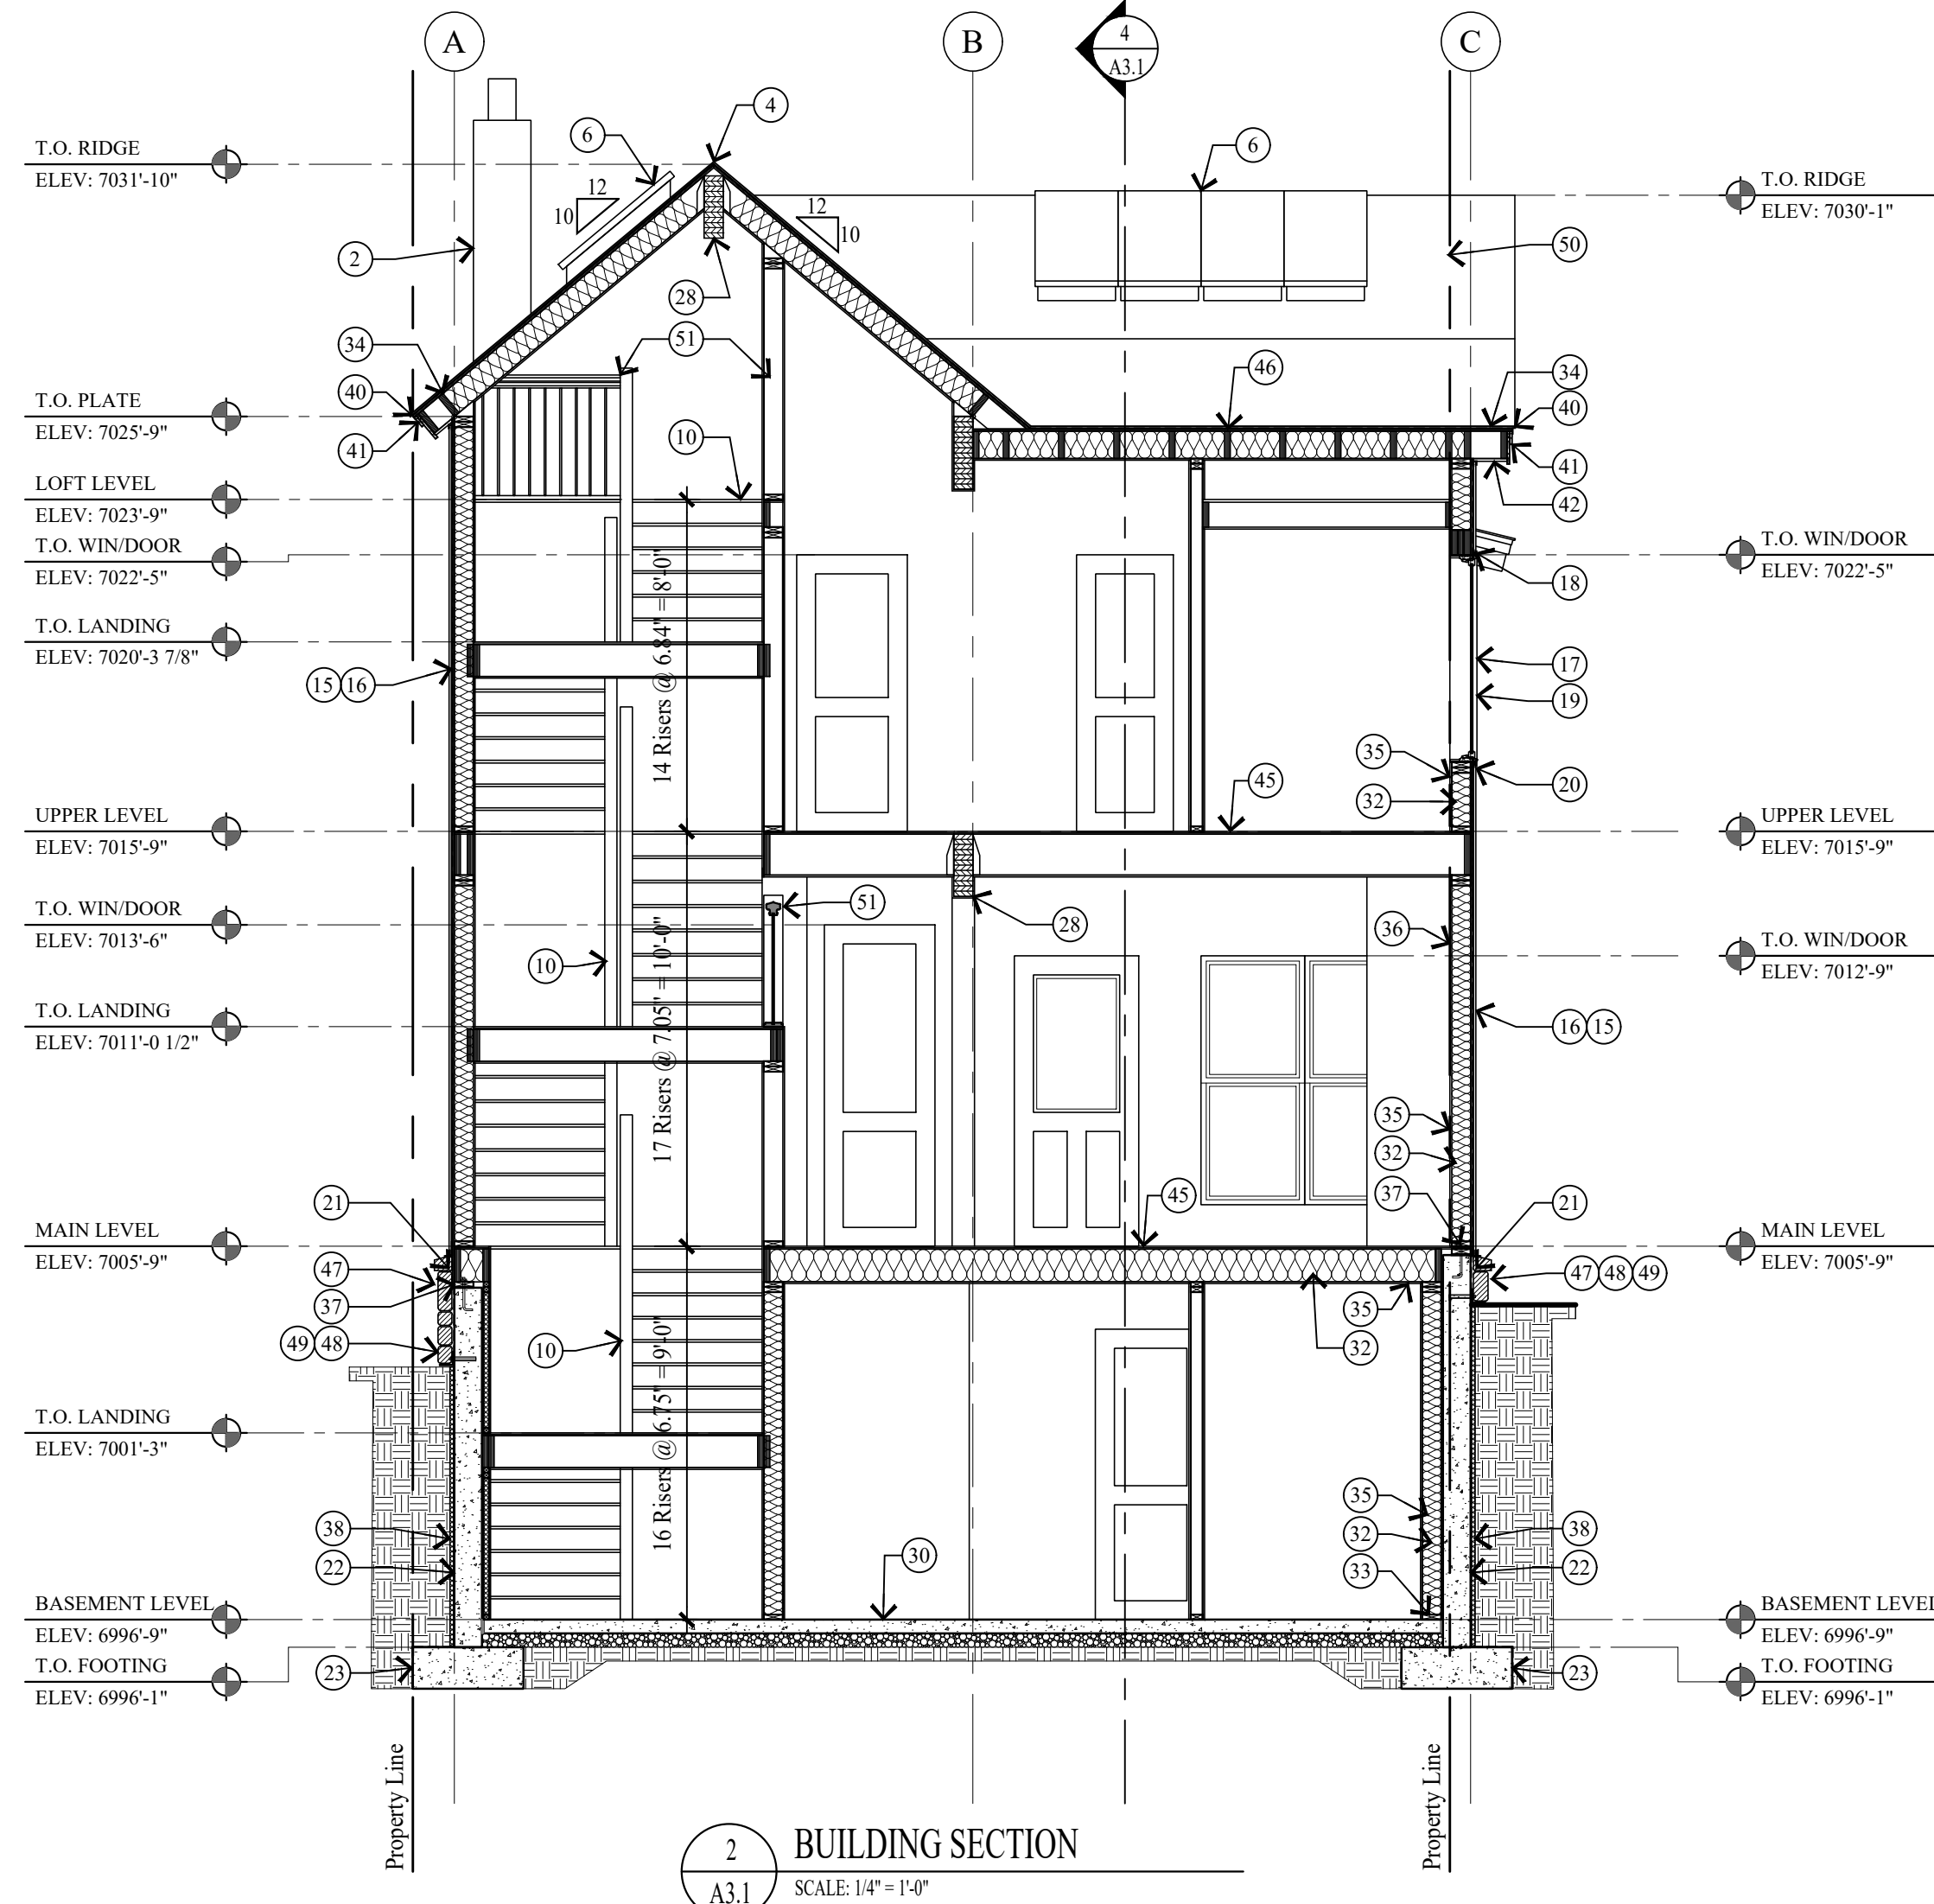 A
B
4
A3.1
C
4
6
6
T.O. RIDGE
ELEV: 7031'-10"
T.O. RIDGE
ELEV: 7030'-1"
12
10
12
10
2
50
28
34
51
46
34
40
40
T.O. PLATE
ELEV: 7025'-9"
41
10
41
42
LOFT LEVEL
ELEV: 7023'-9"
T.O. WIN/DOOR
ELEV: 7022'-5"
T.O. WIN/DOOR
ELEV: 7022'-5"
18
T.O. LANDING
ELEV: 7020'-3 7/8"
14 Risers @ 6.84" = 8'-0"
15 16
17
19
35
45
32
20
UPPER LEVEL
ELEV: 7015'-9"
UPPER LEVEL
ELEV: 7015'-9"
51
28
36
T.O. WIN/DOOR
ELEV: 7013'-6"
T.O. WIN/DOOR
ELEV: 7012'-9"
10
17 Risers @ 7.05" = 10'-0"
T.O. LANDING
ELEV: 7011'-0 1/2"
16 15
35
32
37
21
45
21
MAIN LEVEL
ELEV: 7005'-9"
MAIN LEVEL
ELEV: 7005'-9"
47
47 48 49
37
35
49 48
10
32
16 Risers @ 6.75" = 9'-0"
T.O. LANDING
ELEV: 7001'-3"
35
38
32
38
22
30
33
22
BASEMENT LEVEL
ELEV: 6996'-9"
BASEMENT LEVEL
ELEV: 6996'-9"
T.O. FOOTING
ELEV: 6996'-1"
23
23
T.O. FOOTING
ELEV: 6996'-1"
Property Line
Property Line
2
A3.1
BUILDING SECTION
SCALE: 1/4" = 1'-0"